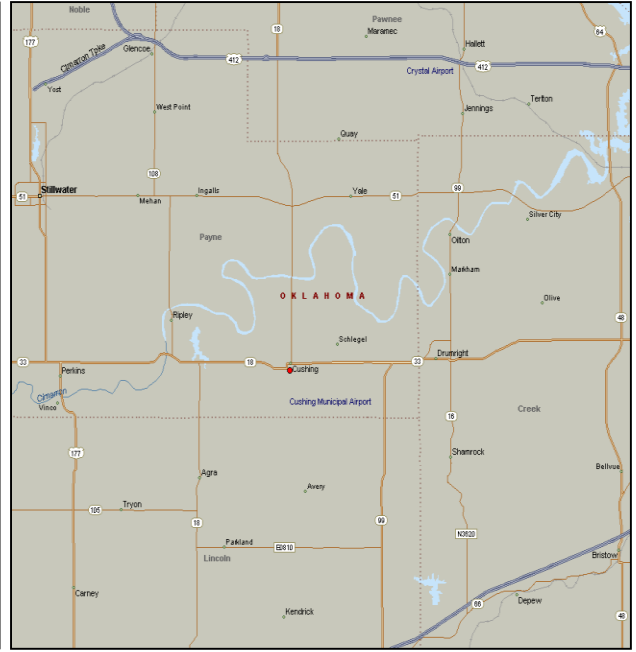 Noble
Pawnee
177
Cimarron Tpke
Glencoe
18
Maramec
Hallett
64
412
412
Crystal Airport
Yost
West Point
Jennings
Terlton
Quay
108
Stillwater
51
Mehan
Ingalls
Yale
51
99
Silver City
Payne
Oilton
Markham
OKLAHOMA
Olive
Ripley
48
Schlegel
33
18
33
Drumright
Perkins
Cushing
Cimarron
Vinco
Cushing Municipal Airport
Creek
16
177
Shamrock
Agra
Avery
Bellvue
105
Tryon
18
99
N3520
Parkland
E0810
Lincoln
Bristow
Carney
66
Depew
Kendrick
48